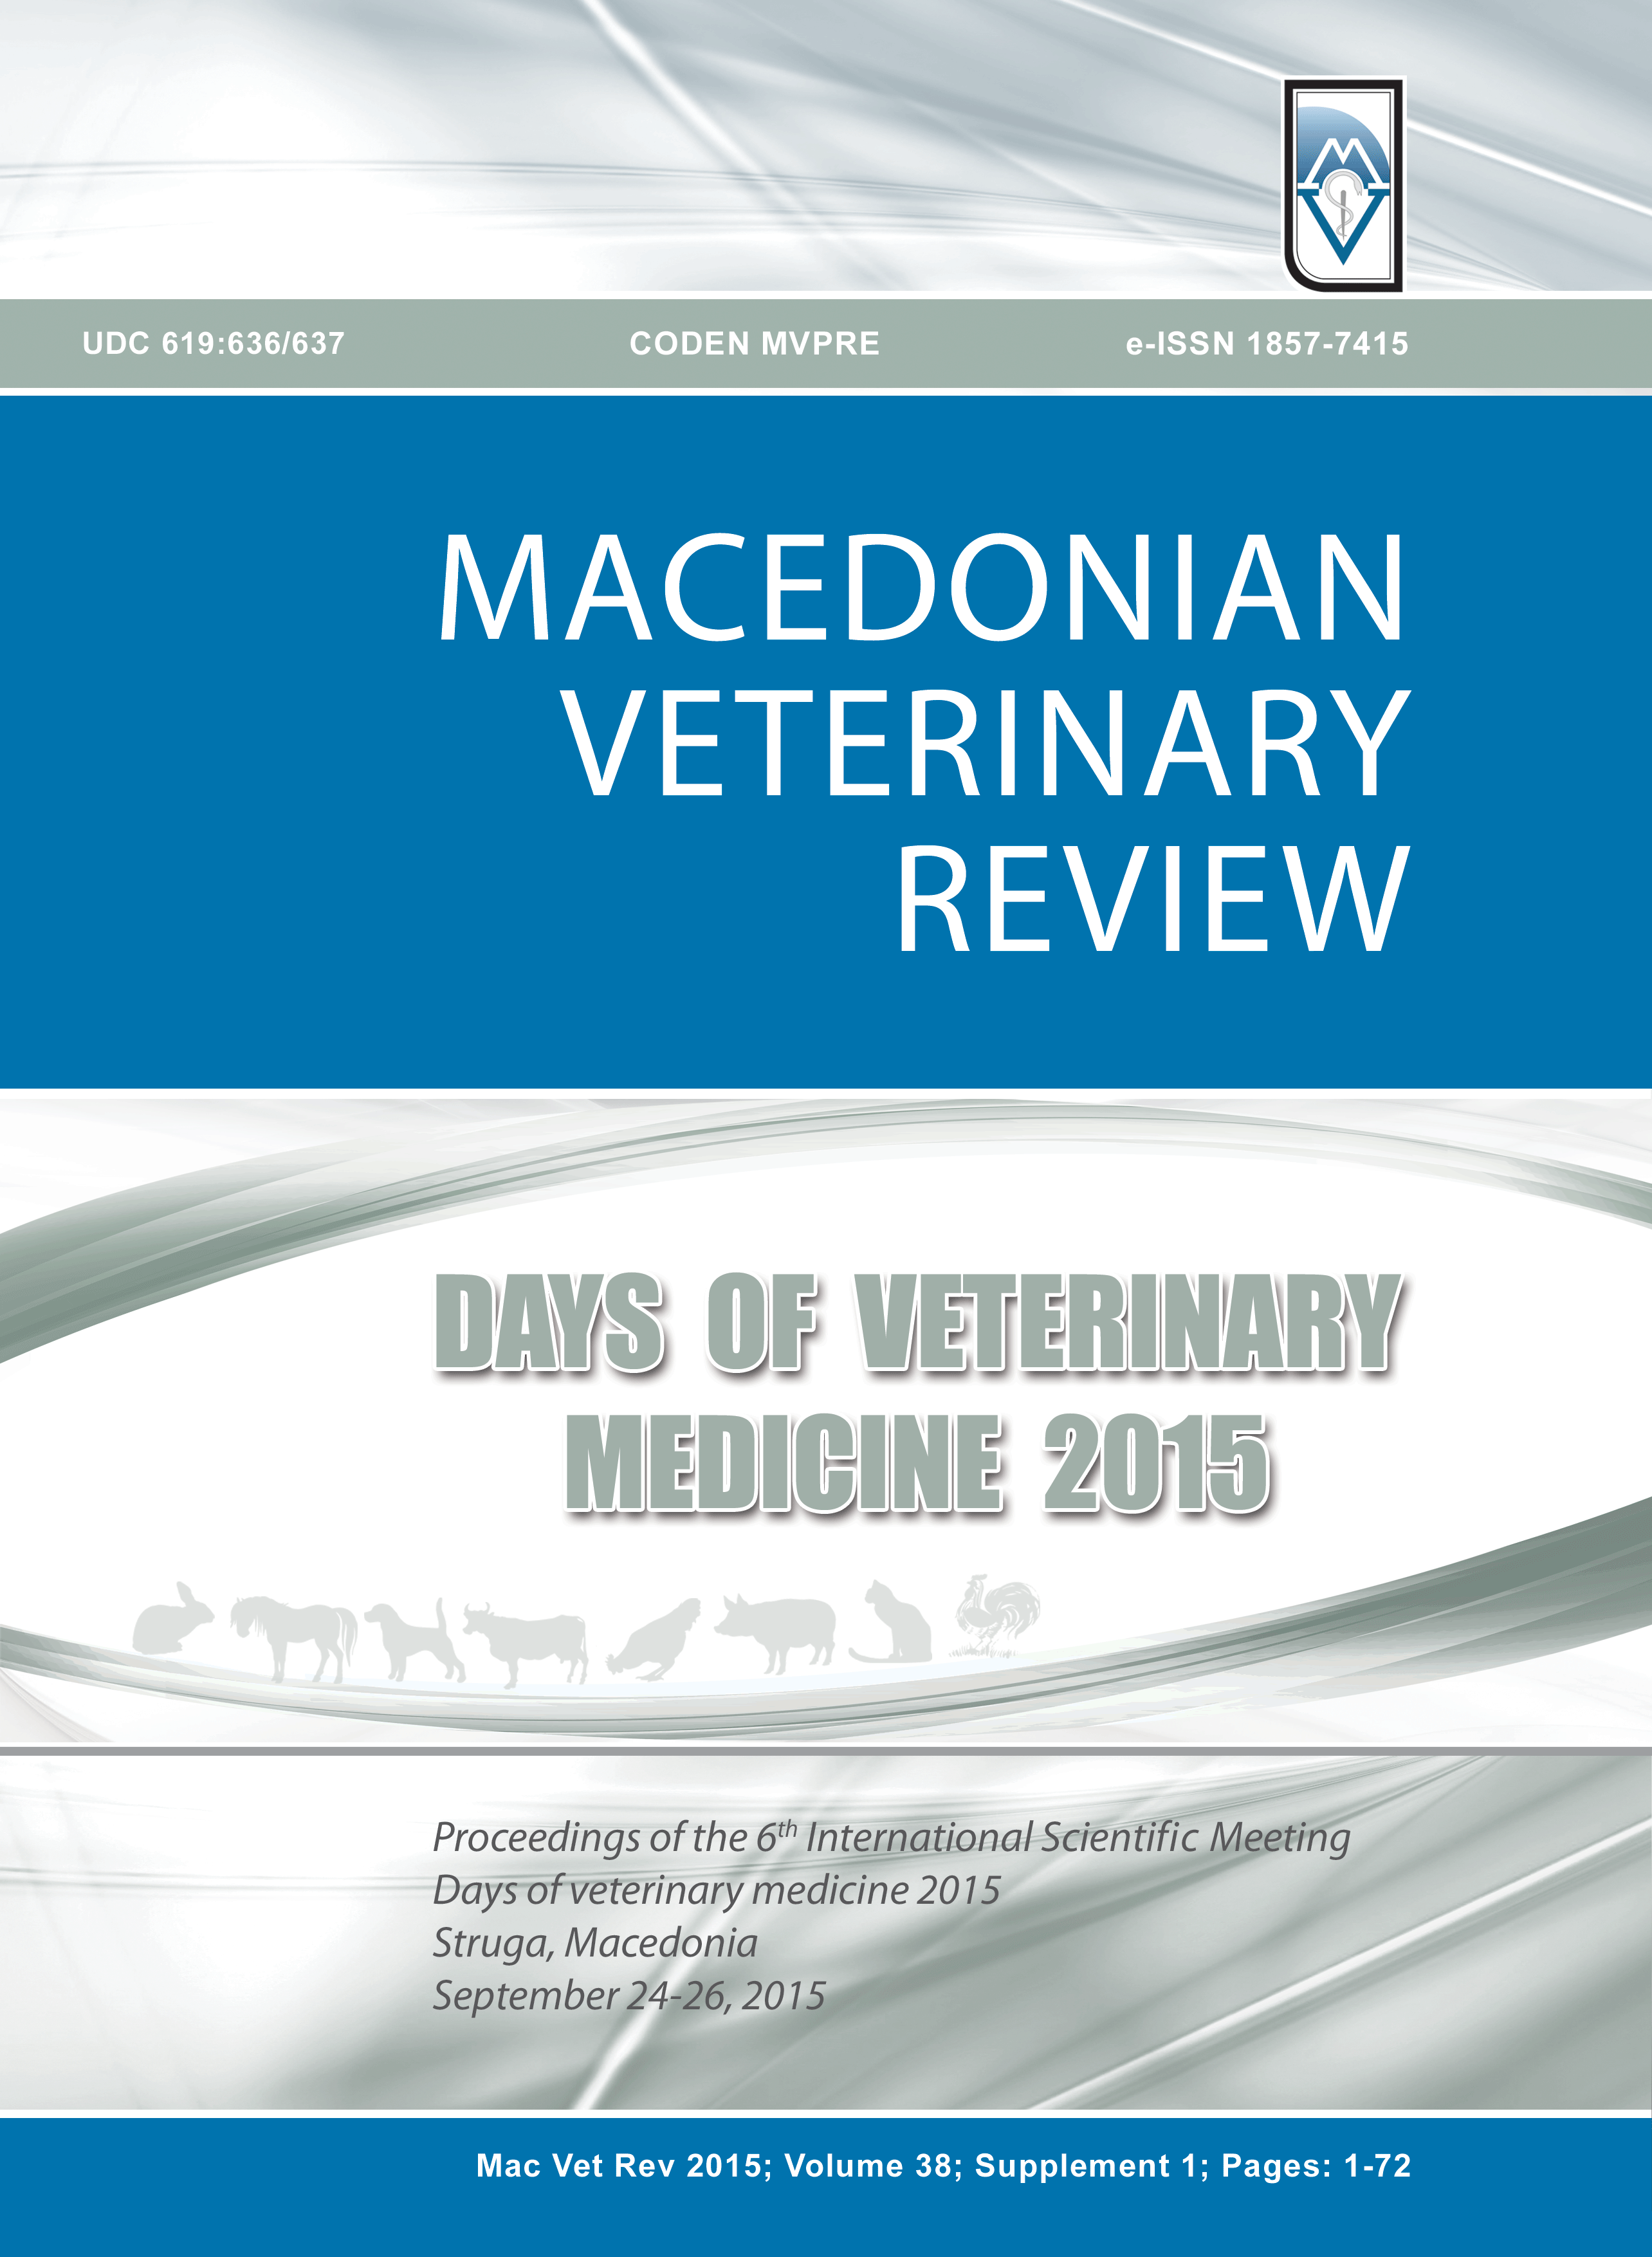 UDC 619:636/637 CODEN MVPRE e-ISSN 1857-7415
MACEDONIAN
VETERINARY
REVIEW
DAYS OF VETERINARY
MEDICINE 2015
Proceedings of the 6th International Scientific Meeting
Days of veterinary medicine 2015
Struga, Macedonia
September 24-26, 2015
Mac Vet Rev 2015; Volume 38; Supplement 1; Pages: 1-72